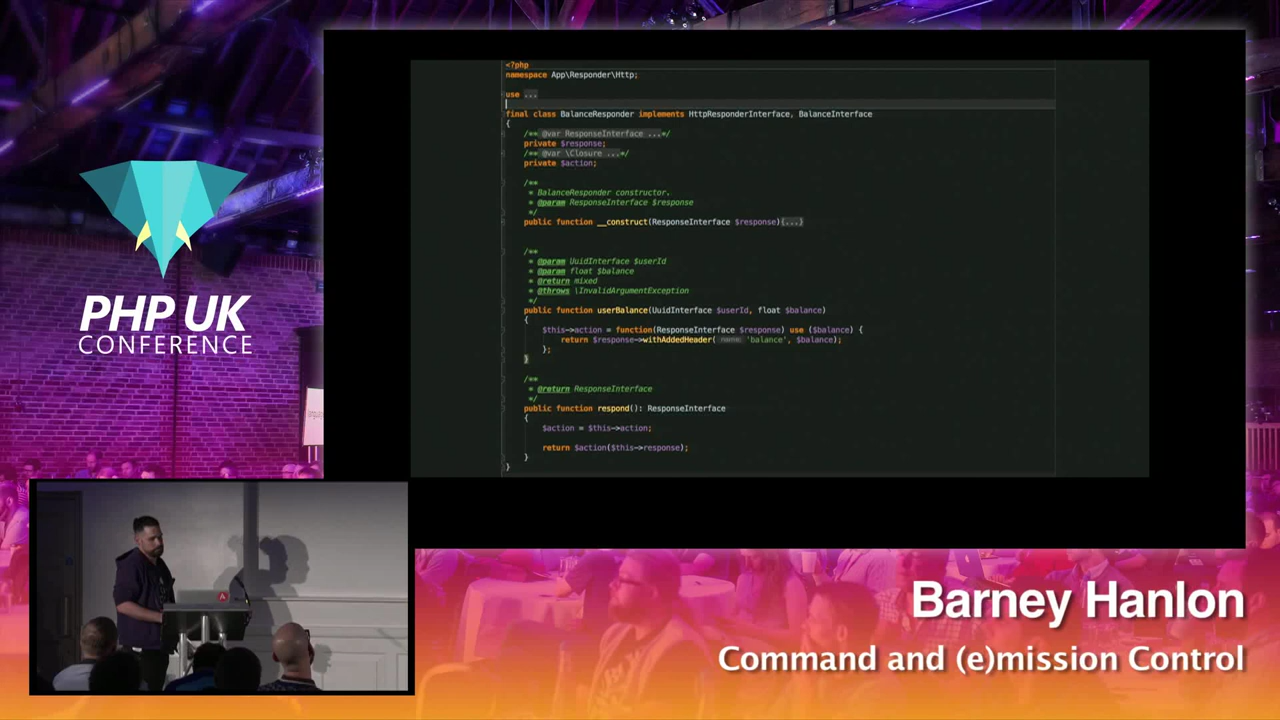 <?php
namespace App\Responder\Http;
use ...
final class BalanceResponder implements HttpResponderInterface, BalanceInterface
{
/** @var ResponseInterface ...*/
private $response;
/** @var \Closure ...*/
private $action;
/**
* BalanceResponder constructor.
* @param ResponseInterface $response
*/
public function __construct(ResponseInterface $response){...}
/**
* @param UuidInterface $userId
* @param float $balance
* @return mixed
* @throws \InvalidArgumentException
*/
public function userBalance(UuidInterface $userId, float $balance)
{
$this->action = function(ResponseInterface $response) use ($balance) {
return $response->withAddedHeader( name: 'balance', $balance);
};
}
/**
* @return ResponseInterface
*/
public function respond(): ResponseInterface
{
$action = $this->action;
return $action($this->response);
}
}
PHP UK
CONFERENCE
Barney Hanlon
Command and (e)mission Control